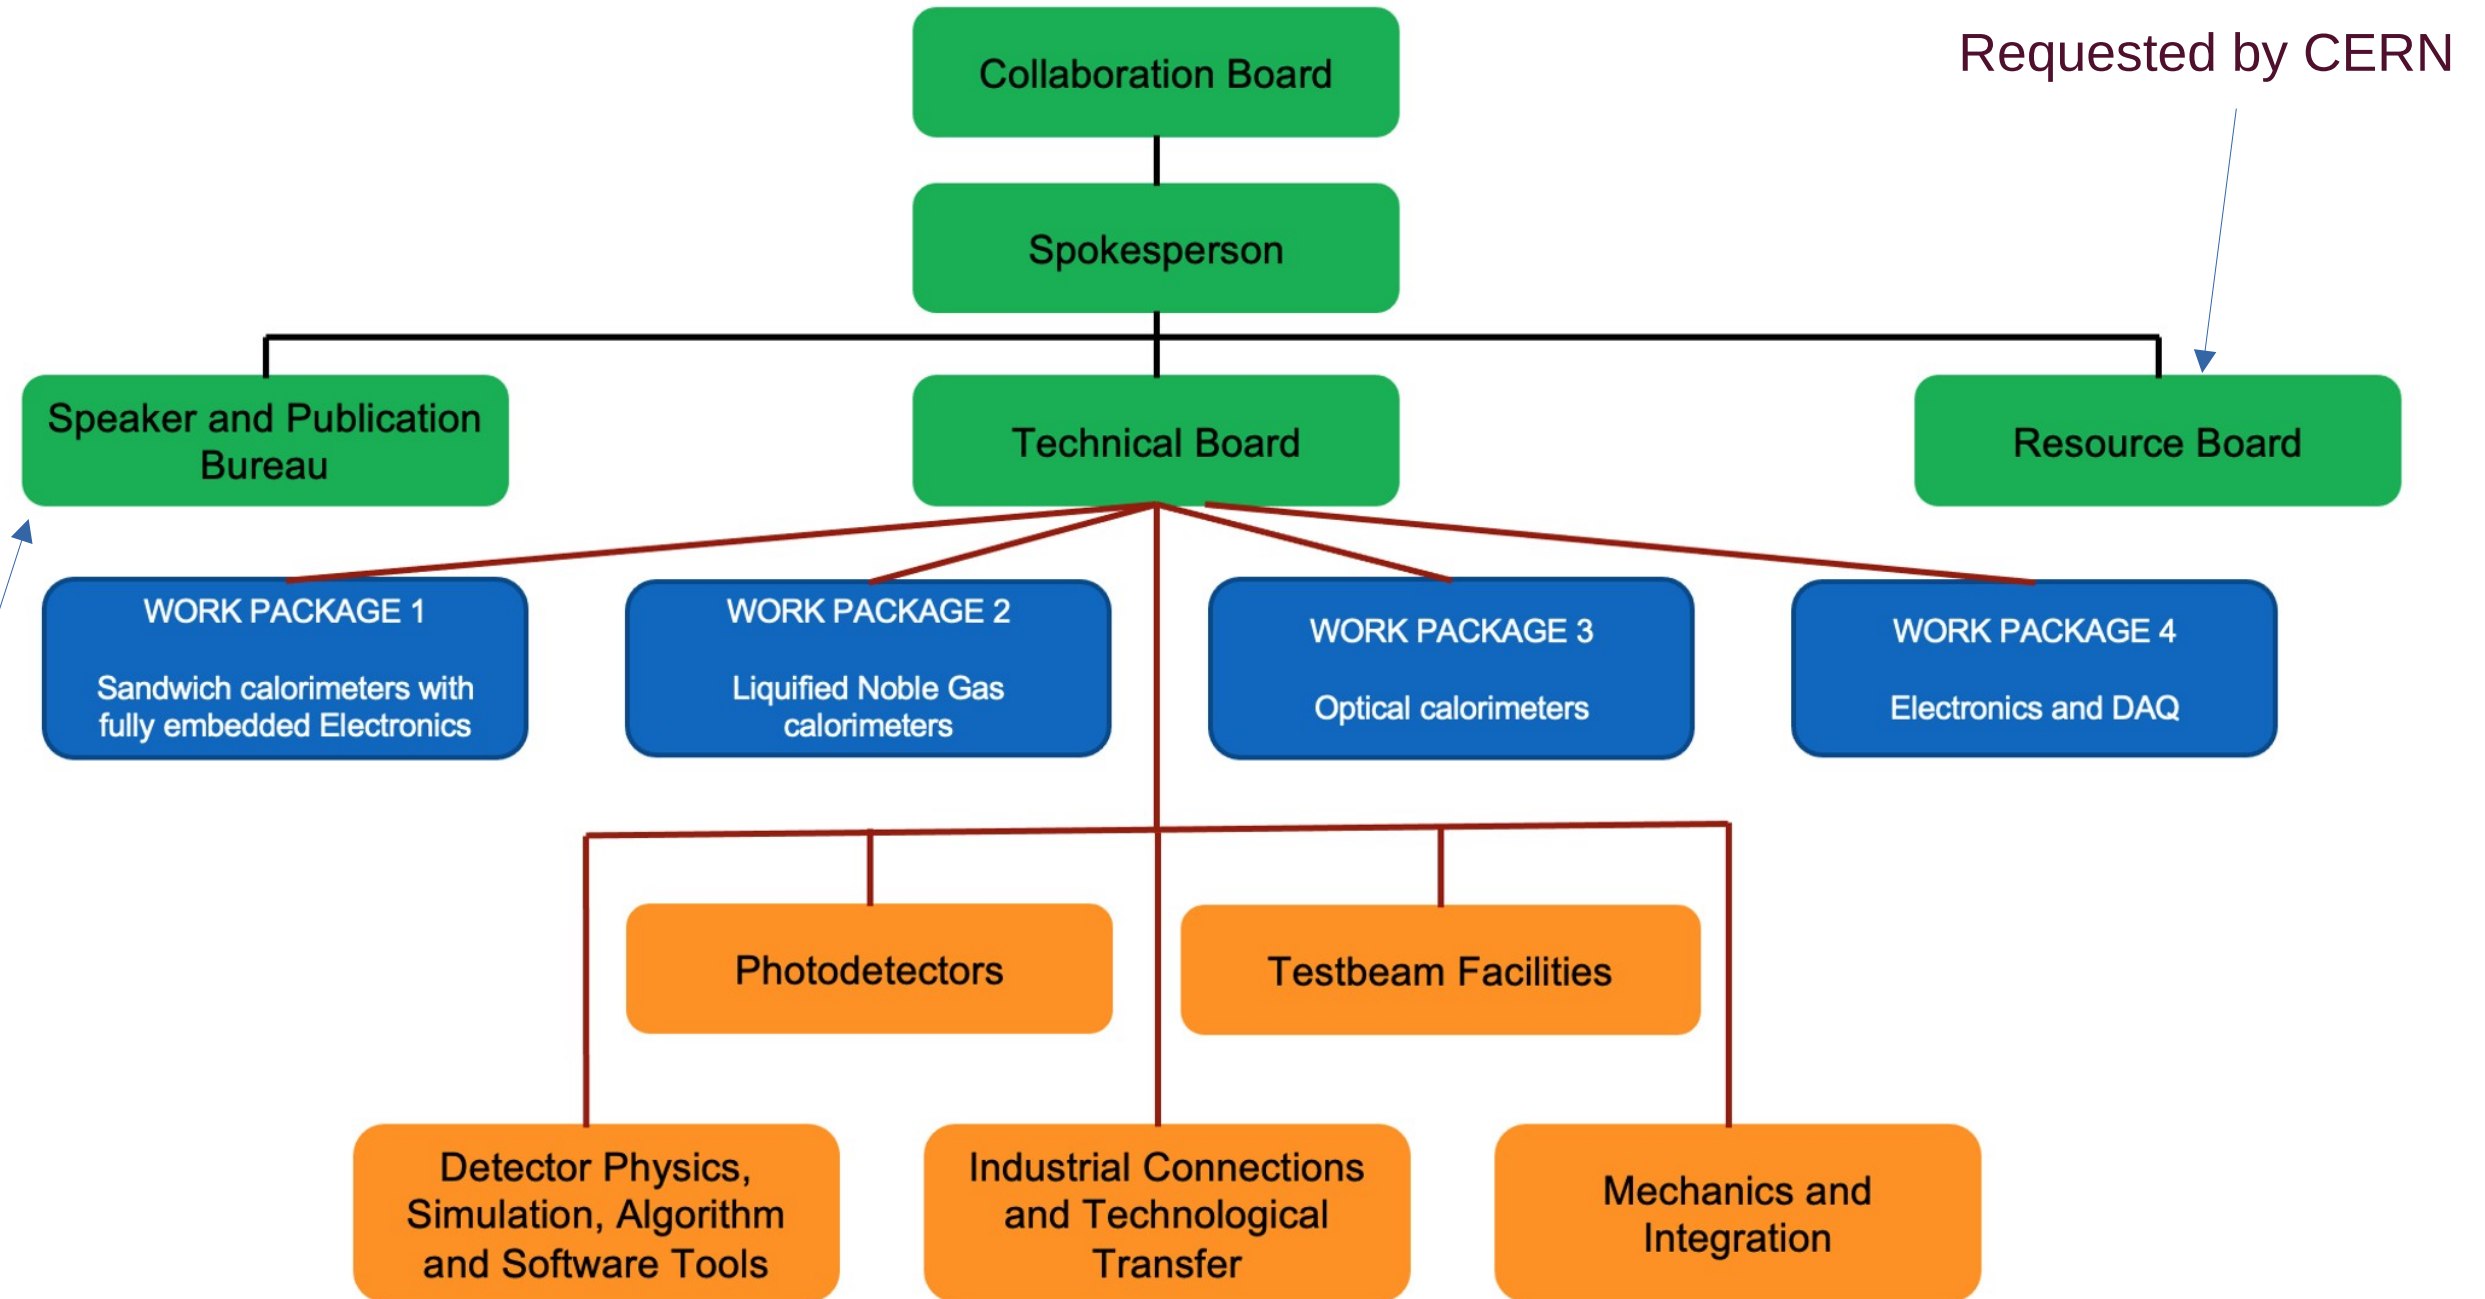 Collaboration Board
Requested by CERN
Spokesperson
Speaker and Publication
Bureau
Technical Board
Resource Board
WORK PACKAGE 1
Sandwich calorimeters with
fully embedded Electronics
WORK PACKAGE 2
Liquified Noble Gas
calorimeters
WORK PACKAGE 3
Optical calorimeters
WORK PACKAGE 4
Electronics and DAQ
Photodetectors
Testbeam Facilities
Detector Physics,
Simulation, Algorithm
and Software Tools
Industrial Connections
and Technological
Transfer
Mechanics and
Integration